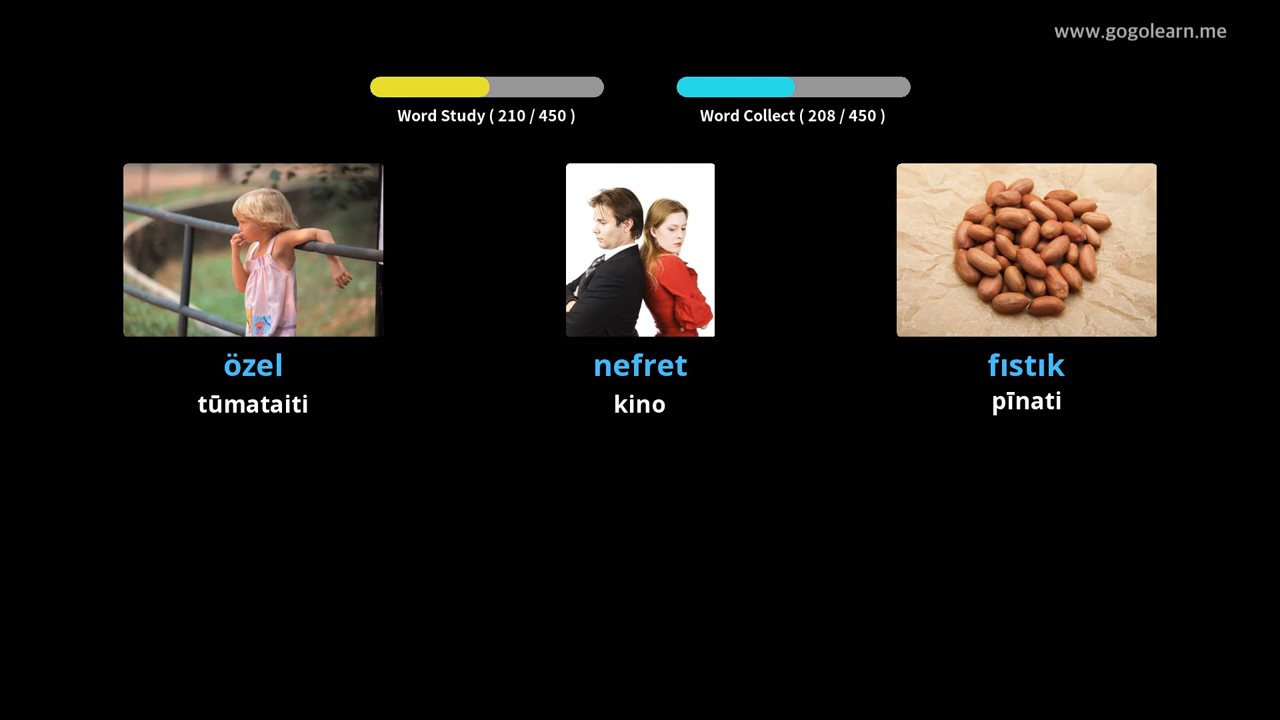 www.gogolearn.me
Word Study ( 210 / 450 )
Word Collect ( 208 / 450 )
özel
tūmataiti
nefret
kino
fıstık
pīnati